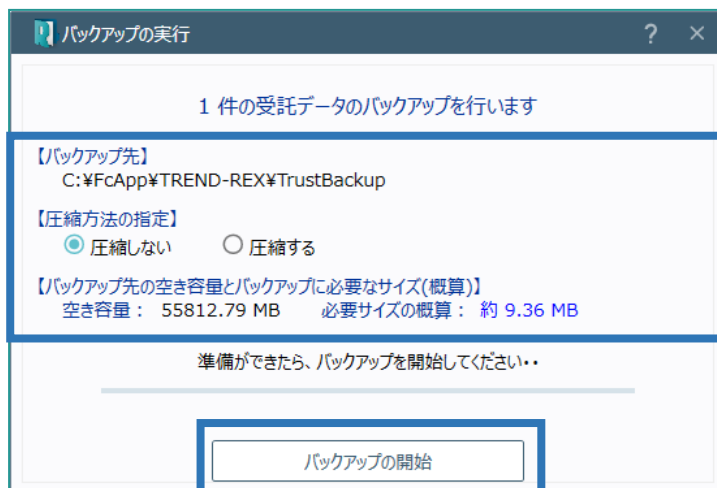 バックアップの実行 ? ×
1 件の受託データのバックアップを行います
【バックアップ先】
C:¥FcApp¥TREND-REX¥TrustBackup
【圧縮方法の指定】
圧縮しない 圧縮する
【バックアップ先の空き容量とバックアップに必要なサイズ(概算)】
空き容量： 55812.79 MB 必要サイズの概算： 約 9.36 MB
準備ができたら、バックアップを開始してください・・
バックアップの開始